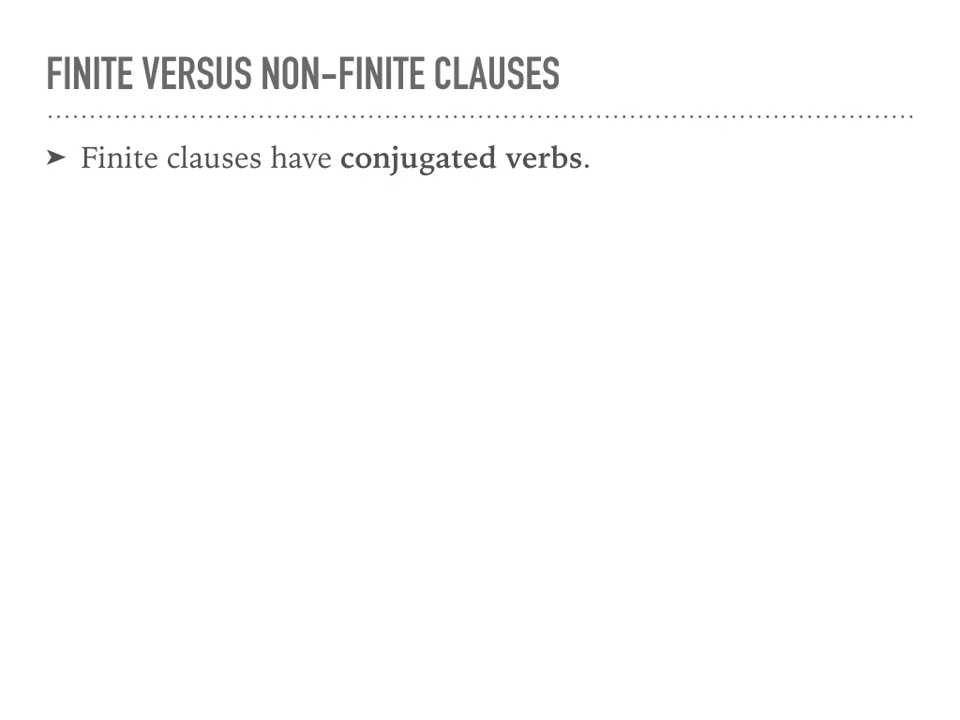 FINITE VERSUS NON-FINITE CLAUSES
➤ Finite clauses have conjugated verbs.